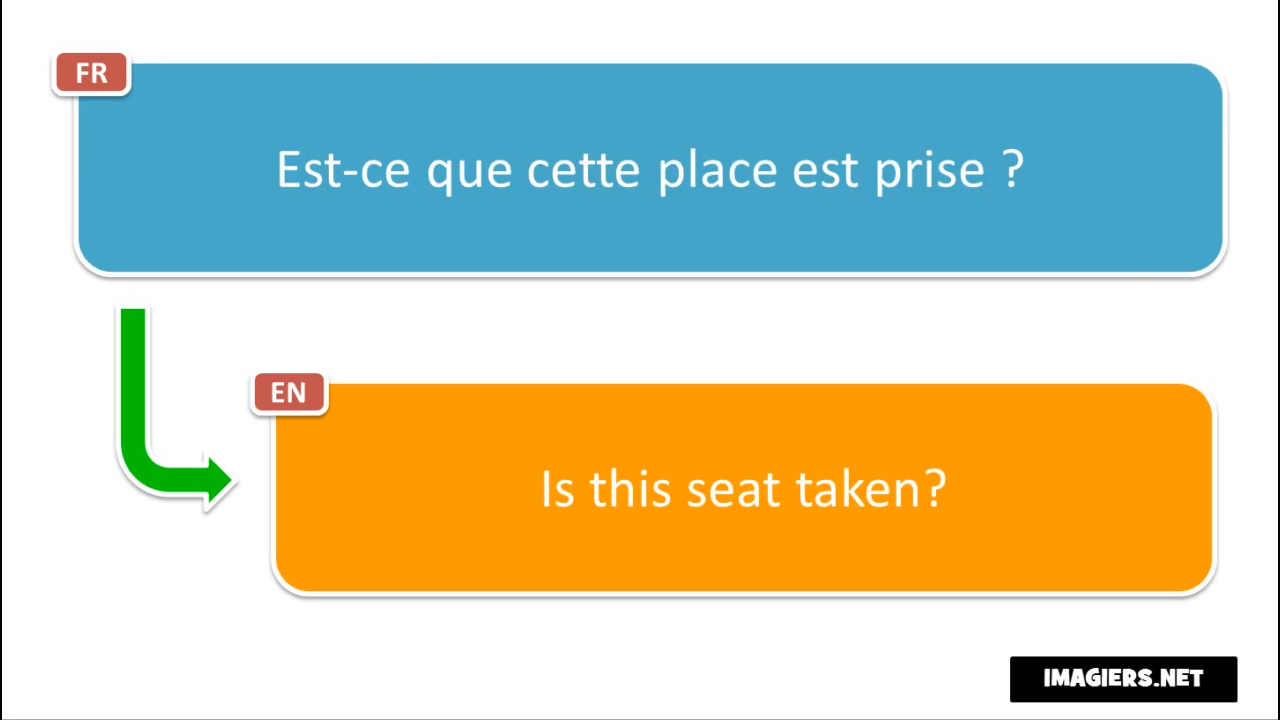 FR
Est-ce que cette place est prise ?
EN
Is this seat taken?
IMAGIERS.NET